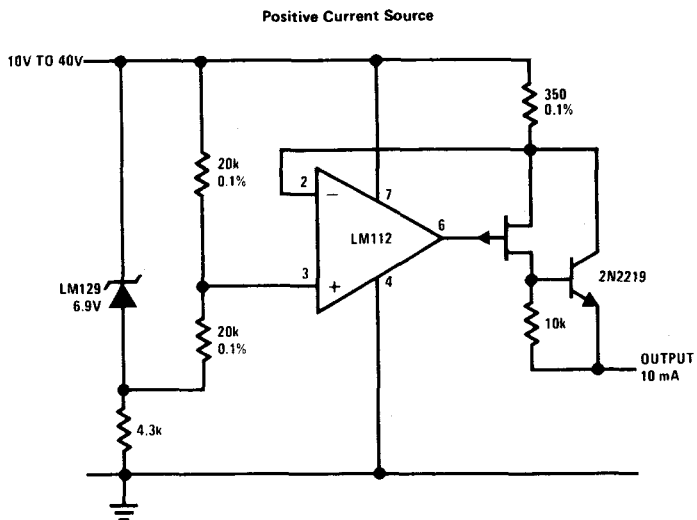 Positive Current Source
10V TO 40V
350
0.1%
20k
0.1%
2
7
6
LM112
3
4
2N2219
LM129
6.9V
20k
0.1%
10k
OUTPUT
10 mA
4.3k